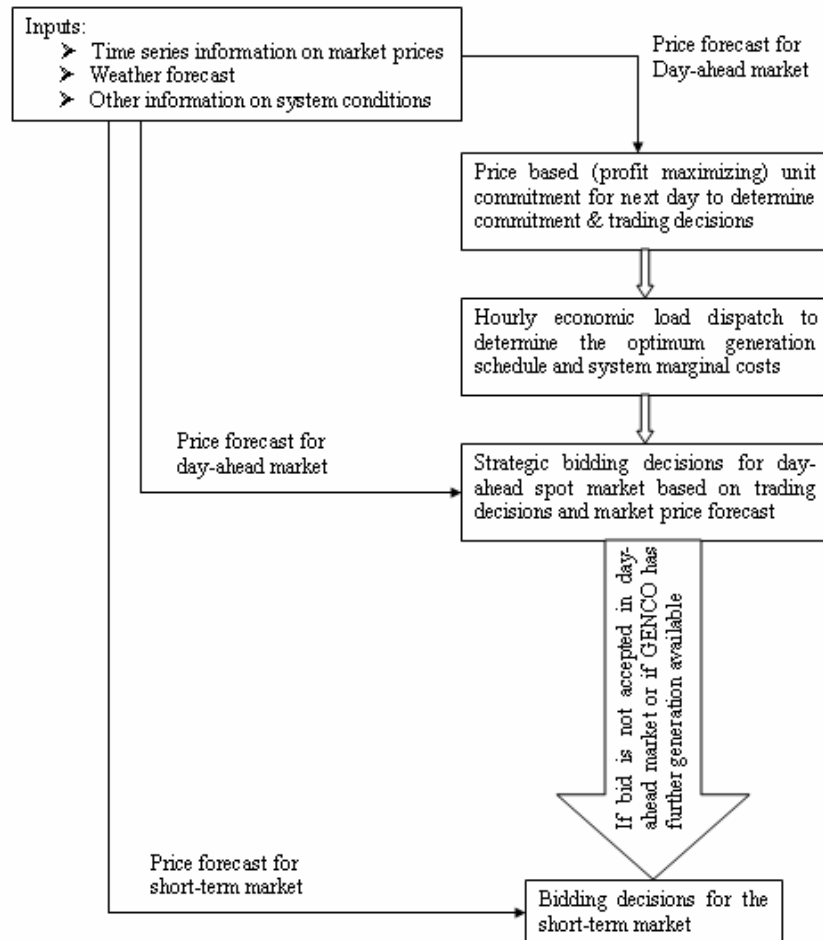 Inputs:
➤ Time series information on market prices
➤ Weather forecast
➤ Other information on system conditions
Price forecast for
Day-ahead market
Price based (profit maximizing) unit
commitment for next day to determine
commitment & trading decisions
Hourly economic load dispatch to
determine the optimum generation
schedule and system marginal costs
Price forecast for
day-ahead market
Strategic bidding decisions for day-
ahead spot market based on trading
decisions and market price forecast
If bid is not accepted in day-
ahead market or if GENCO has
further generation available
Price forecast for
short-term market
Bidding decisions for the
short-term market